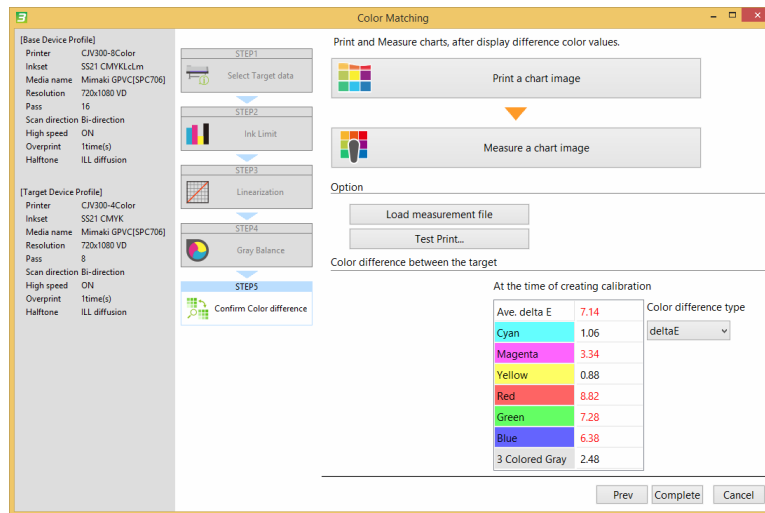 Color Matching
[Base Device Profile]
Printer CJV300-8Color
Inkset SS21 CMYKLcLm
Media name Mimaki GPVC[SPC706]
Resolution 720x1080 VD
Pass 16
Scan direction Bi-direction
High speed ON
Overprint 1time(s)
Halftone ILL diffusion
[Target Device Profile]
Printer CJV300-4Color
Inkset SS21 CMYK
Media name Mimaki GPVC[SPC706]
Resolution 720x1080 VD
Pass 8
Scan direction Bi-direction
High speed ON
Overprint 1time(s)
Halftone ILL diffusion
STEP1
Select Target data
STEP2
Ink Limit
STEP3
Linearization
STEP4
Gray Balance
STEP5
Confirm Color difference
Print and Measure charts, after display difference color values.
Print a chart image
Measure a chart image
Option
Load measurement file
Test Print...
Color difference between the target
At the time of creating calibration
Ave. delta E 7.14
Cyan 1.06
Magenta 3.34
Yellow 0.88
Red 8.82
Green 7.28
Blue 6.38
3 Colored Gray 2.48
Color difference type
deltaE
Prev Complete Cancel